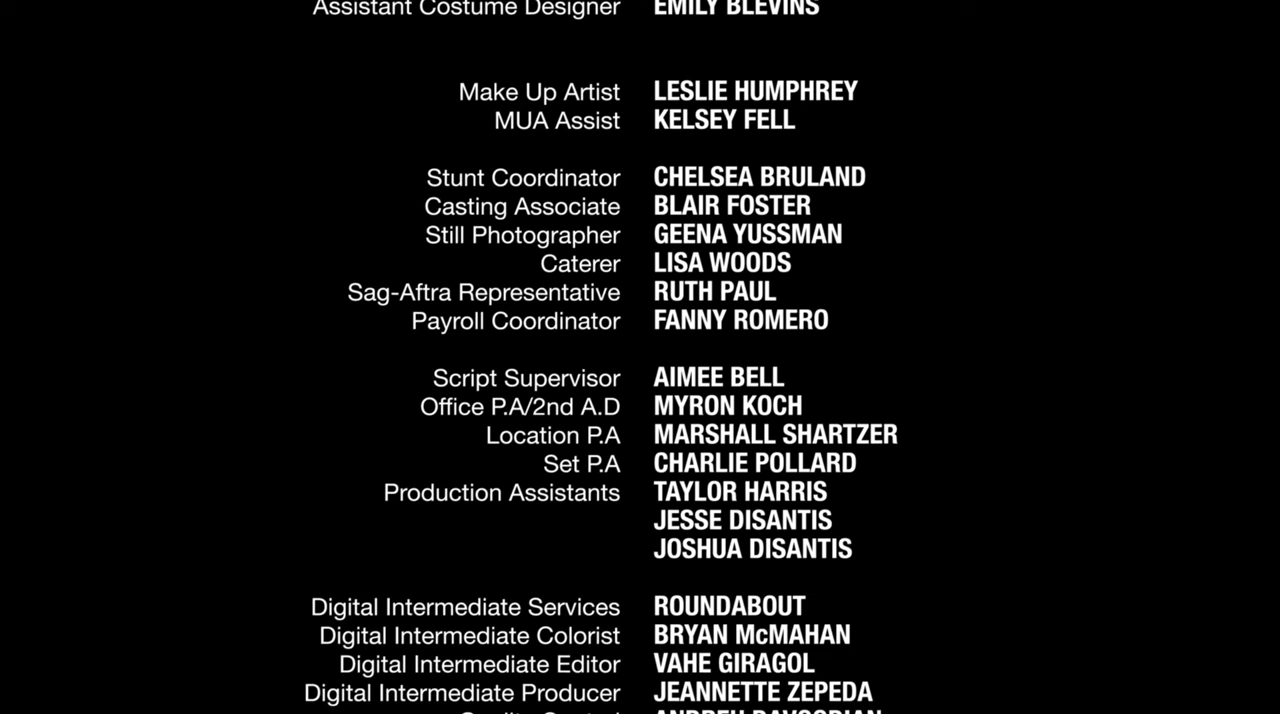 Assistant Costume Designer EMILY BLEVINS
Make Up Artist LESLIE HUMPHREY
MUA Assist KELSEY FELL
Stunt Coordinator CHELSEA BRULAND
Casting Associate BLAIR FOSTER
Still Photographer GEENA YUSSMAN
Caterer LISA WOODS
Sag-Aftra Representative RUTH PAUL
Payroll Coordinator FANNY ROMERO
Script Supervisor AIMEE BELL
Office P.A/2nd A.D MYRON KOCH
Location P.A MARSHALL SHARTZER
Set P.A CHARLIE POLLARD
Production Assistants TAYLOR HARRIS
JESSE DISANTIS
JOSHUA DISANTIS
Digital Intermediate Services ROUNDABOUT
Digital Intermediate Colorist BRYAN McMAHAN
Digital Intermediate Editor VAHE GIRAGOL
Digital Intermediate Producer JEANNETTE ZEPEDA